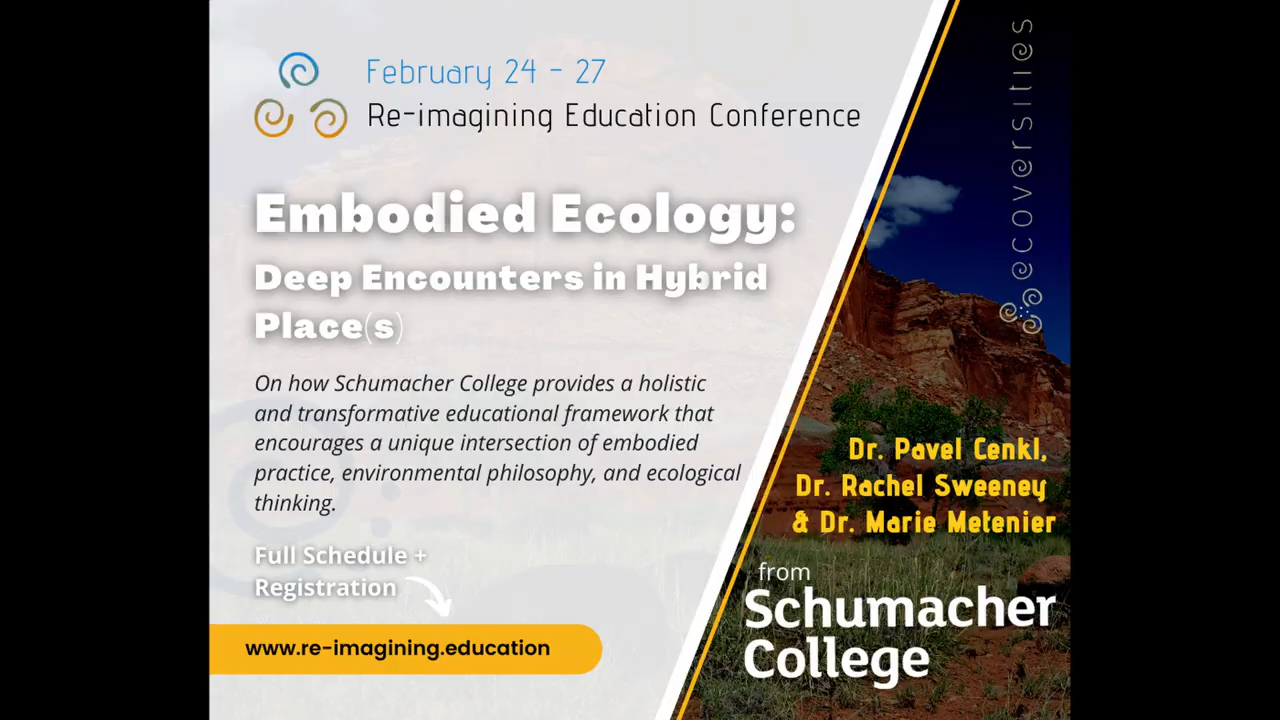 February 24 - 27
Re-imagining Education Conference
Embodied Ecology:
Deep Encounters in Hybrid
Place(s)
On how Schumacher College provides a holistic
and transformative educational framework that
encourages a unique intersection of embodied
practice, environmental philosophy, and ecological
thinking.
Full Schedule +
Registration
www.re-imagining.education
ecoversities
Dr. Pavel Cenkl,
Dr. Rachel Sweeney
& Dr. Marie Metenier
from
Schumacher
College